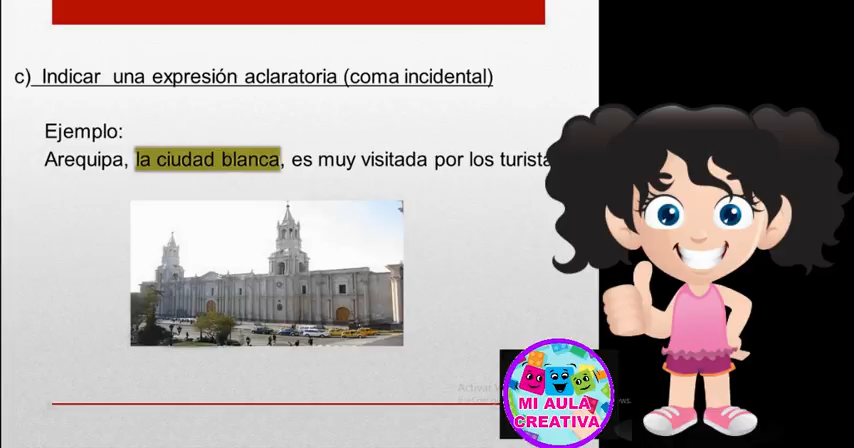 c) Indicar una expresión aclaratoria (coma incidental)
Ejemplo:
Arequipa, la ciudad blanca, es muy visitada por los
Activar
MI AULA
CREATIVA